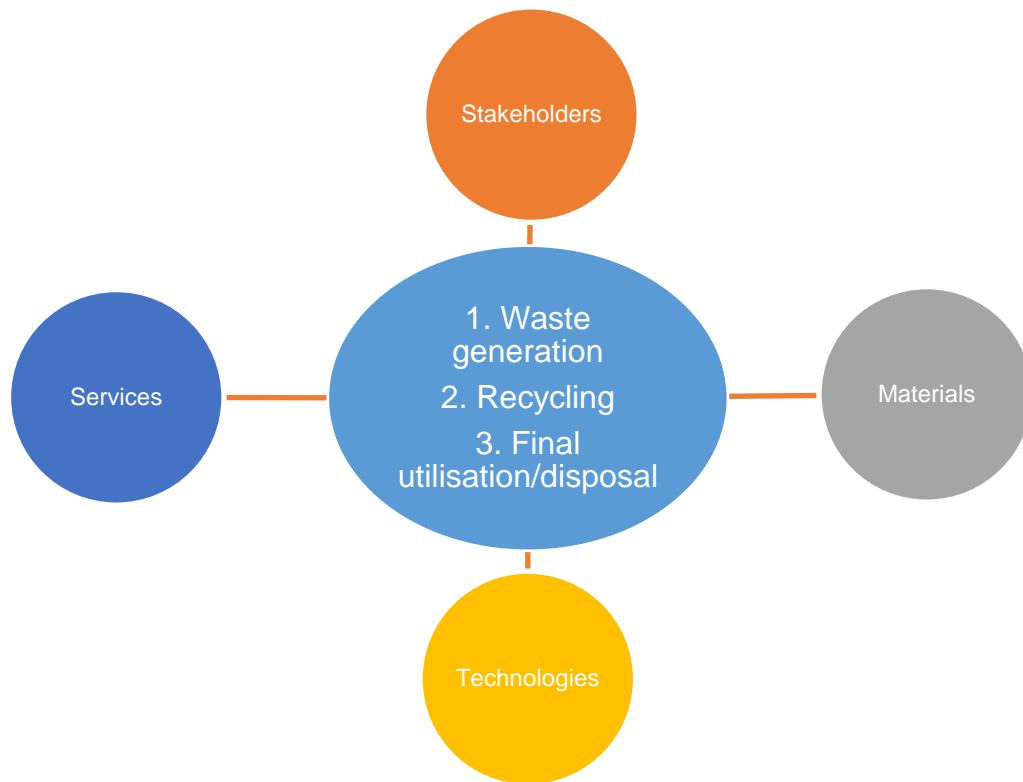 Stakeholders
1. Waste
generation
2. Recycling
3. Final
utilisation/disposal
Services
Materials
Technologies